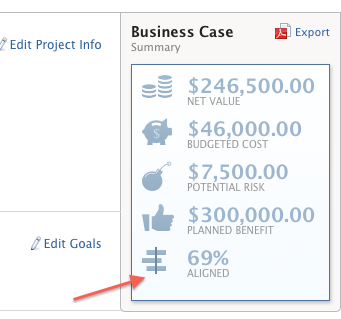 Edit Project Info
Business Case
Summary
Export
$246,500.00
NET VALUE
$
$46,000.00
BUDGETED COST
$7,500.00
POTENTIAL RISK
$300,000.00
PLANNED BENEFIT
Edit Goals
69%
ALIGNED